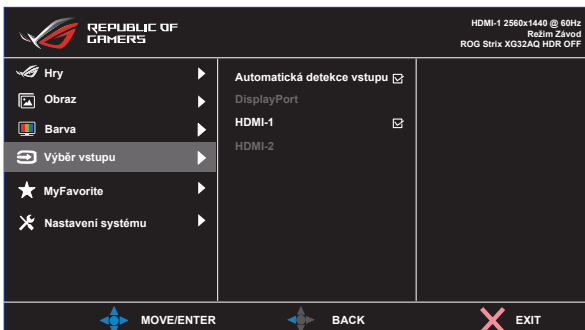 REPUBLIC OF
GAMERS
HDMI-1 2560x1440 @ 60Hz
Režim Závod
ROG Strix XG32AQ HDR OFF
Hry
Obraz
Barva
Výběr vstupu
MyFavorite
Nastavení systému
Automatická detekce vstupu
DisplayPort
HDMI-1
HDMI-2
MOVE/ENTER
BACK
EXIT